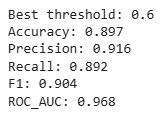 Best threshold: 0.6
Accuracy: 0.897
Precision: 0.916
Recall: 0.892
F1: 0.904
ROC_AUC: 0.968